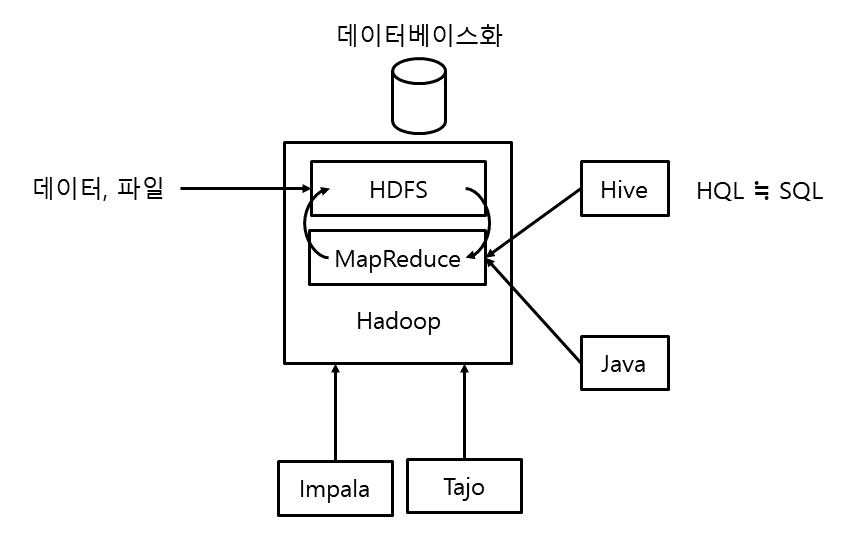 데이터베이스화
데이터, 파일
HDFS
Hive
HQL ≒ SQL
MapReduce
Hadoop
Java
Impala
Tajo